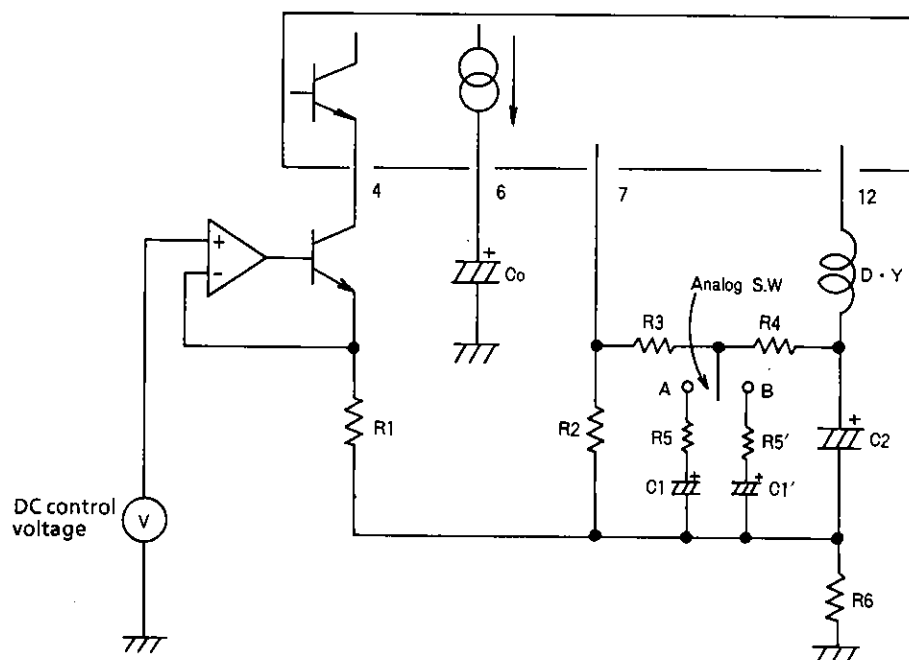 4
6
7
12
+
-
+
Co
D・Y
Analog S.W
R3
R4
A
B
+
R1
R2
R5
R5′
C2
+
+
C1
C1′
DC control
voltage
V
R6